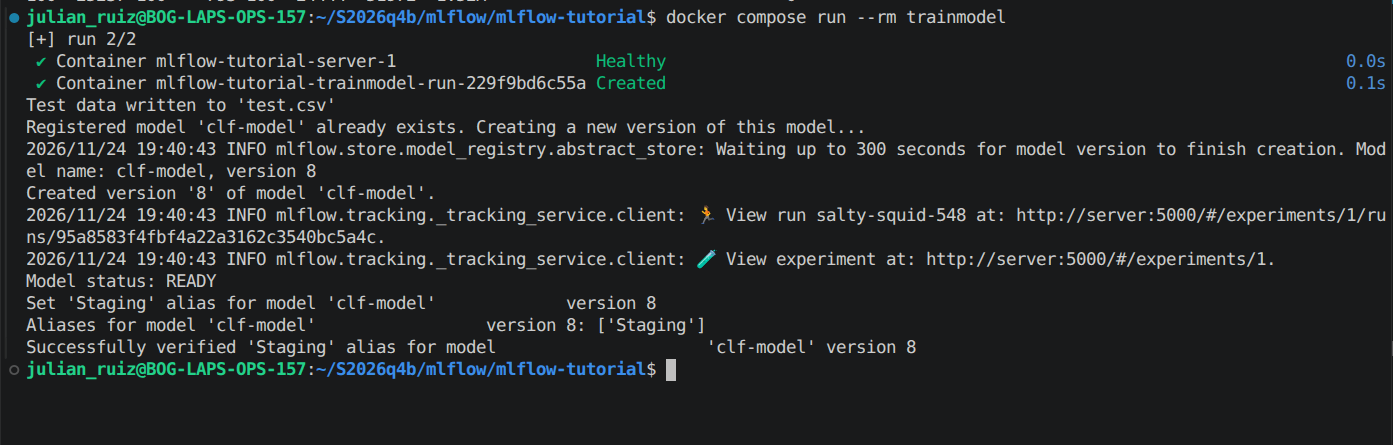 julian_ruiz@BOG-LAPS-OPS-157:~/S2026q4b/mlflow/mlflow-tutorial$ docker compose run --rm trainmodel
[+] run 2/2
✔ Container mlflow-tutorial-server-1 Healthy 0.0s
✔ Container mlflow-tutorial-trainmodel-run-229f9bd6c55a Created 0.1s
Test data written to 'test.csv'
Registered model 'clf-model' already exists. Creating a new version of this model...
2026/11/24 19:40:43 INFO mlflow.store.model_registry.abstract_store: Waiting up to 300 seconds for model version to finish creation. Mod
el name: clf-model, version 8
Created version '8' of model 'clf-model'.
2026/11/24 19:40:43 INFO mlflow.tracking._tracking_service.client: 🏃 View run salty-squid-548 at: http://server:5000/#/experiments/1/ru
ns/95a8583f4fbf4a22a3162c3540bc5a4c.
2026/11/24 19:40:43 INFO mlflow.tracking._tracking_service.client: 🧪 View experiment at: http://server:5000/#/experiments/1.
Model status: READY
Set 'Staging' alias for model 'clf-model' version 8
Aliases for model 'clf-model' version 8: ['Staging']
Successfully verified 'Staging' alias for model 'clf-model' version 8
julian_ruiz@BOG-LAPS-OPS-157:~/S2026q4b/mlflow/mlflow-tutorial$